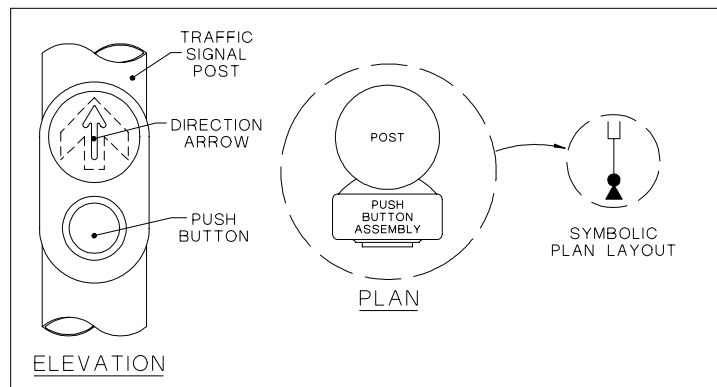 TRAFFIC
SIGNAL
POST
DIRECTION
ARROW
PUSH
BUTTON
ELEVATION
POST
PUSH
BUTTON
ASSEMBLY
PLAN
SYMBOLIC
PLAN LAYOUT